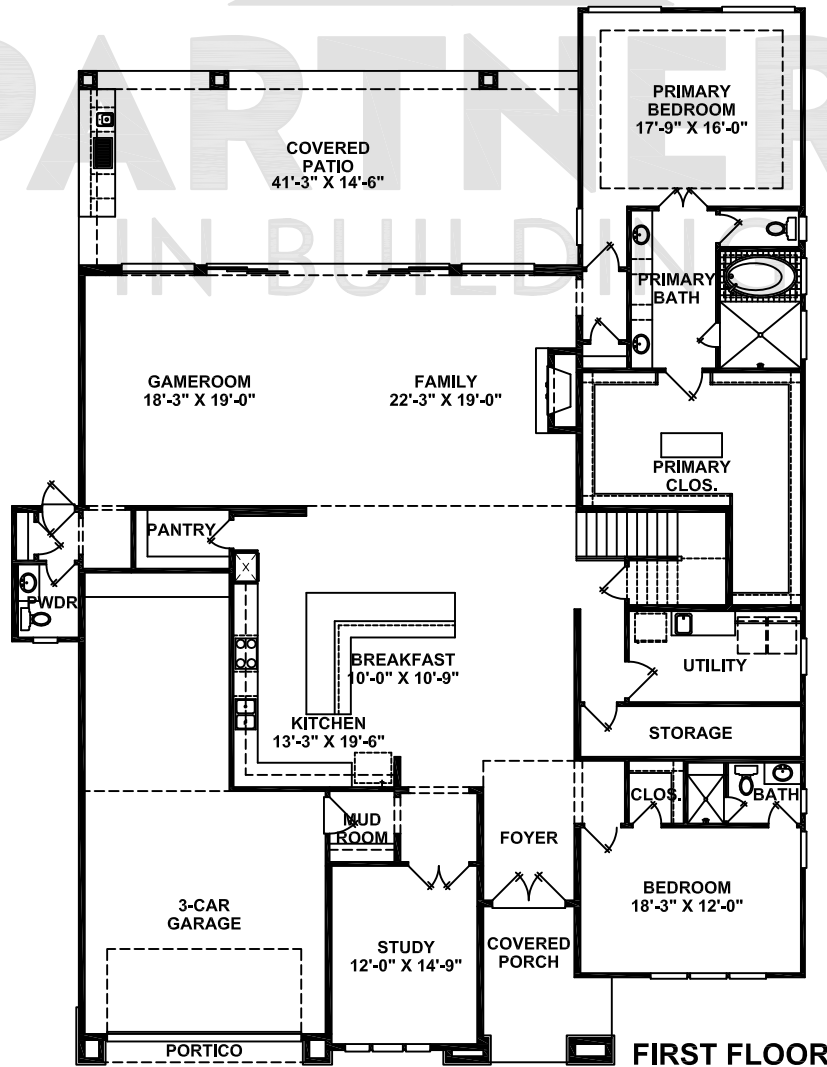 PARTNER
IN BUILDING
PRIMARY
BEDROOM
17'-9" X 16'-0"
COVERED
PATIO
41'-3" X 14'-6"
PRIMARY
BATH
GAMEROOM
18'-3" X 19'-0"
FAMILY
22'-3" X 19'-0"
PRIMARY
CLOS.
PANTRY
PWDR
BREAKFAST
10'-0" X 10'-9"
UTILITY
KITCHEN
13'-3" X 19'-6"
STORAGE
CLOS.
BATH
MUD
ROOM
FOYER
BEDROOM
18'-3" X 12'-0"
3-CAR
GARAGE
STUDY
12'-0" X 14'-9"
COVERED
PORCH
PORTICO
FIRST FLOOR